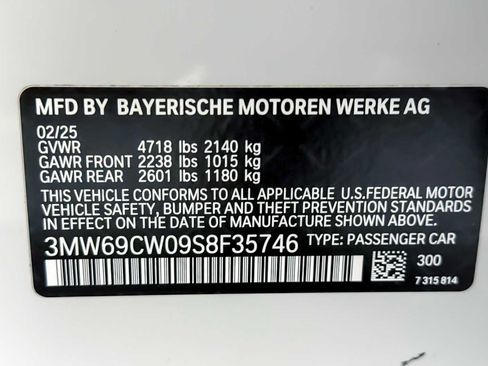 MFD BY BAYERISCHE MOTOREN WERKE AG
02/25
GVWR 4718 lbs 2140 kg
GAWR FRONT 2238 lbs 1015 kg
GAWR REAR 2601 lbs 1180 kg
THIS VEHICLE CONFORMS TO ALL APPLICABLE U.S.FEDERAL MOTOR
VEHICLE SAFETY, BUMPER AND THEFT PREVENTION STANDARDS
IN EFFECT ON THE DATE OF MANUFACTURE SHOWN ABOVE.
3MW69CW09S8F35746 TYPE: PASSENGER CAR
300
7 315 814